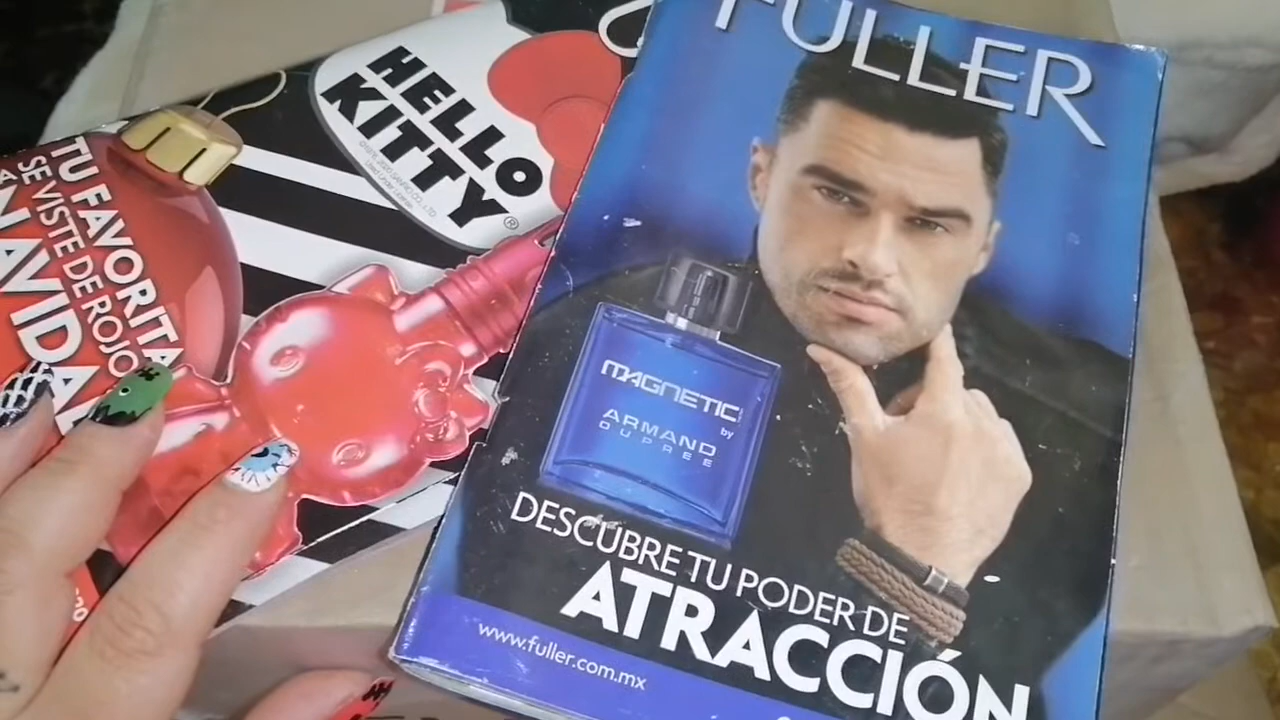 HELLO
KITTY®
TU FAVORITA
SE VISTE DE ROJO
NAVIDA
FULLER
MAGNETIC
by
ARMAND
DUPREE
DESCUBRE TU PODER DE
ATRACCIÓN
www.fuller.com.mx